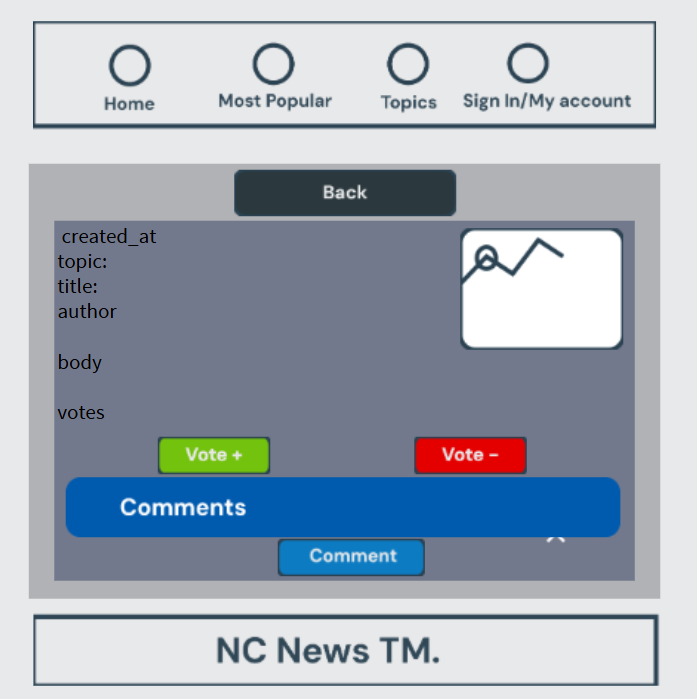 Home Most Popular Topics Sign In/My account
Back
created_at
topic:
title:
author
body
votes
Vote + Vote -
Comments
Comment
NC News TM.